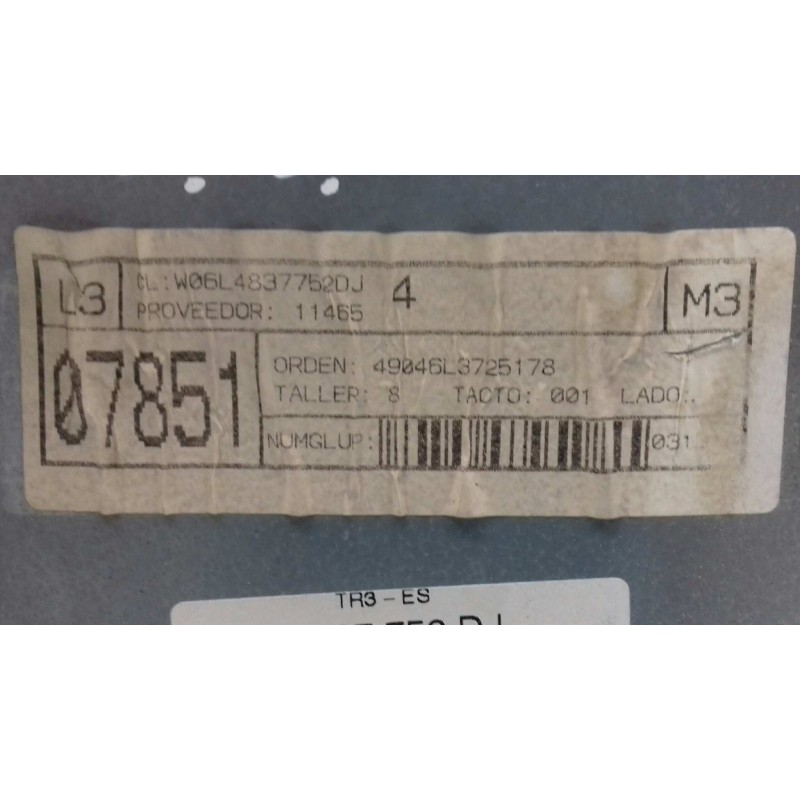 L3
CL:W06L4837752DJ 4
PROVEEDOR: 11465
M3
07851
ORDEN: 49046L3725178
TALLER: 8 TACTO: 001 LADO:.
NUMGLUP: 031
TR3-ES